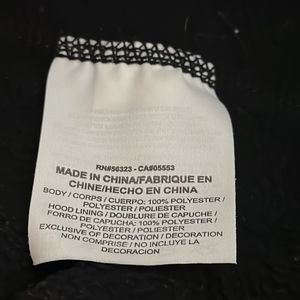 RN#56323 - CA#05553
MADE IN CHINA/FABRIQUE EN
CHINE/HECHO EN CHINA
BODY / CORPS / CUERPO: 100% POLYESTER /
POLYESTER / POLIESTER
HOOD LINING / DOUBLURE DE CAPUCHE /
FORRO DE CAPUCHA: 100% POLYESTER /
POLYESTER / POLIESTER
EXCLUSIVE OF DECORATION / DECORATION
NON COMPRISE / NO INCLUYE LA
DECORACION